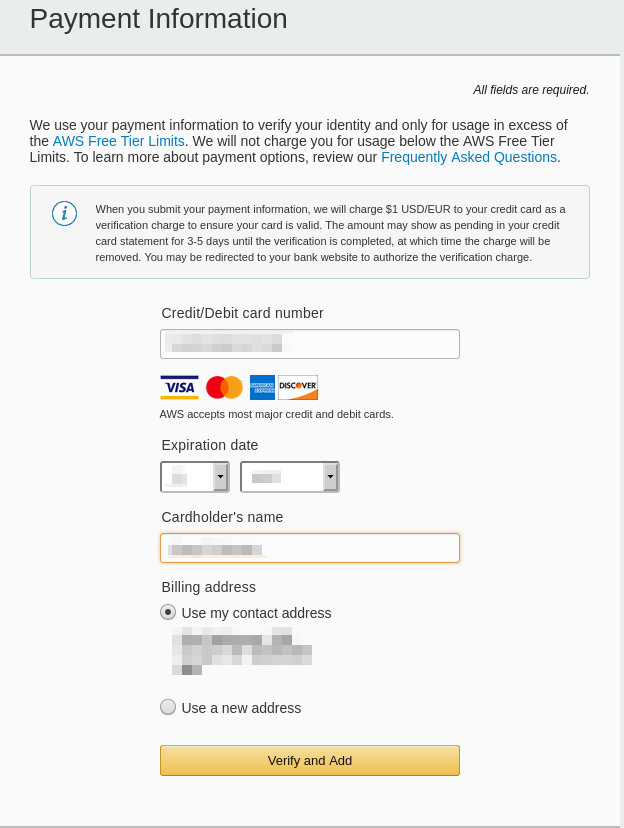 Payment Information
All fields are required.
We use your payment information to verify your identity and only for usage in excess of
the AWS Free Tier Limits. We will not charge you for usage below the AWS Free Tier
Limits. To learn more about payment options, review our Frequently Asked Questions.
i
When you submit your payment information, we will charge $1 USD/EUR to your credit card as a
verification charge to ensure your card is valid. The amount may show as pending in your credit
card statement for 3-5 days until the verification is completed, at which time the charge will be
removed. You may be redirected to your bank website to authorize the verification charge.
Credit/Debit card number
VISA AMERICAN EXPRESS DISCOVER
AWS accepts most major credit and debit cards.
Expiration date
Cardholder's name
Billing address
Use my contact address
Use a new address
Verify and Add